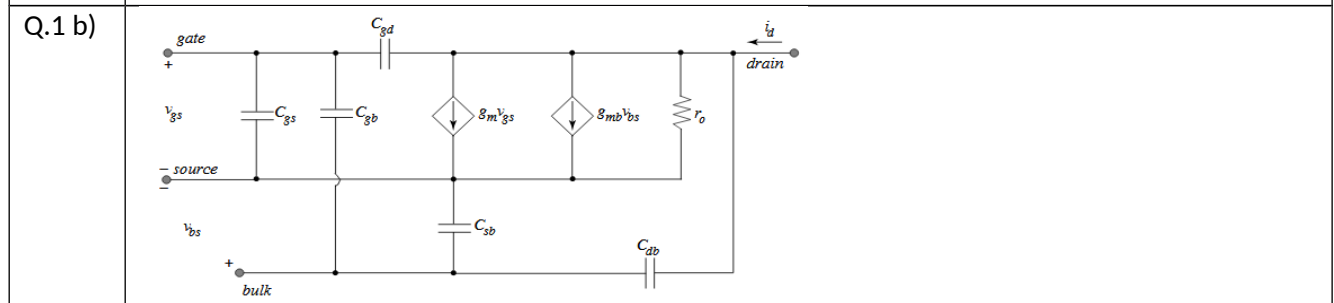 Q.1 b)
C_gd
i_d
gate
+
drain
v_gs
C_gs
C_gb
g_m v_gs
g_mb v_bs
r_o
−
source
−
v_bs
C_sb
C_db
+
bulk